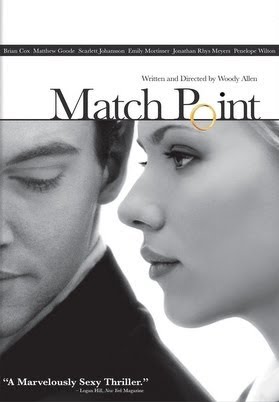 Brian Cox Matthew Goode Scarlett Johansson Emily Mortimer Jonathan Rhys Meyers Penelope Wilton
Written and Directed by Woody Allen
Match Point
“A Marvelously Sexy Thriller.”
– Logan Hill, New York Magazine